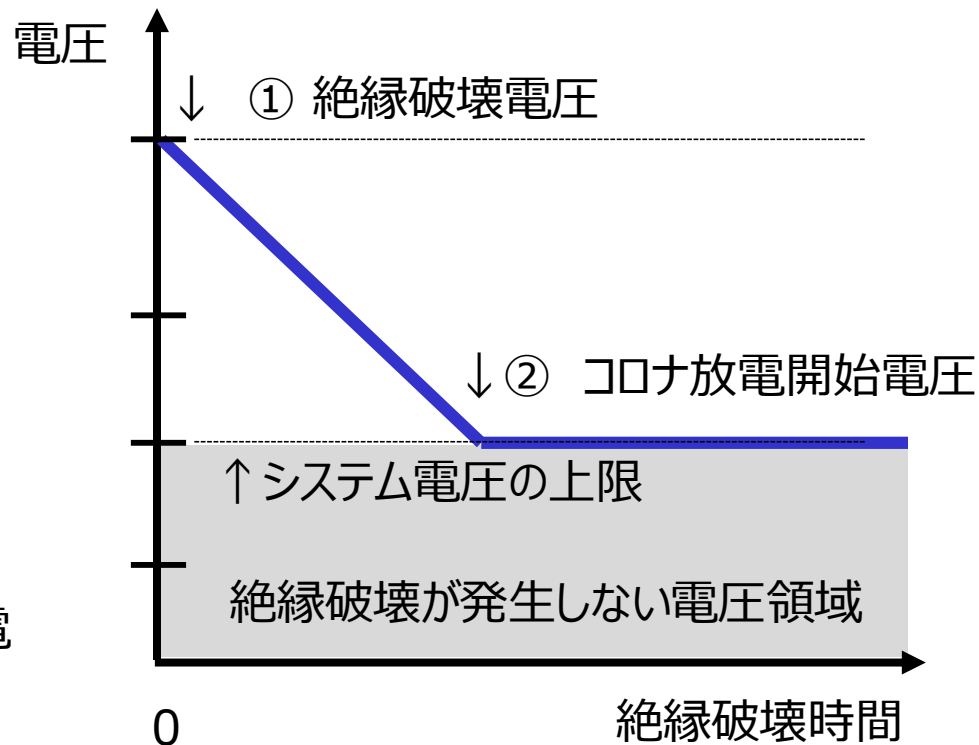 電圧
↓ ① 絶縁破壊電圧
↓② コロナ放電開始電圧
↑システム電圧の上限
絶縁破壊が発生しない電圧領域
電
0
絶縁破壊時間